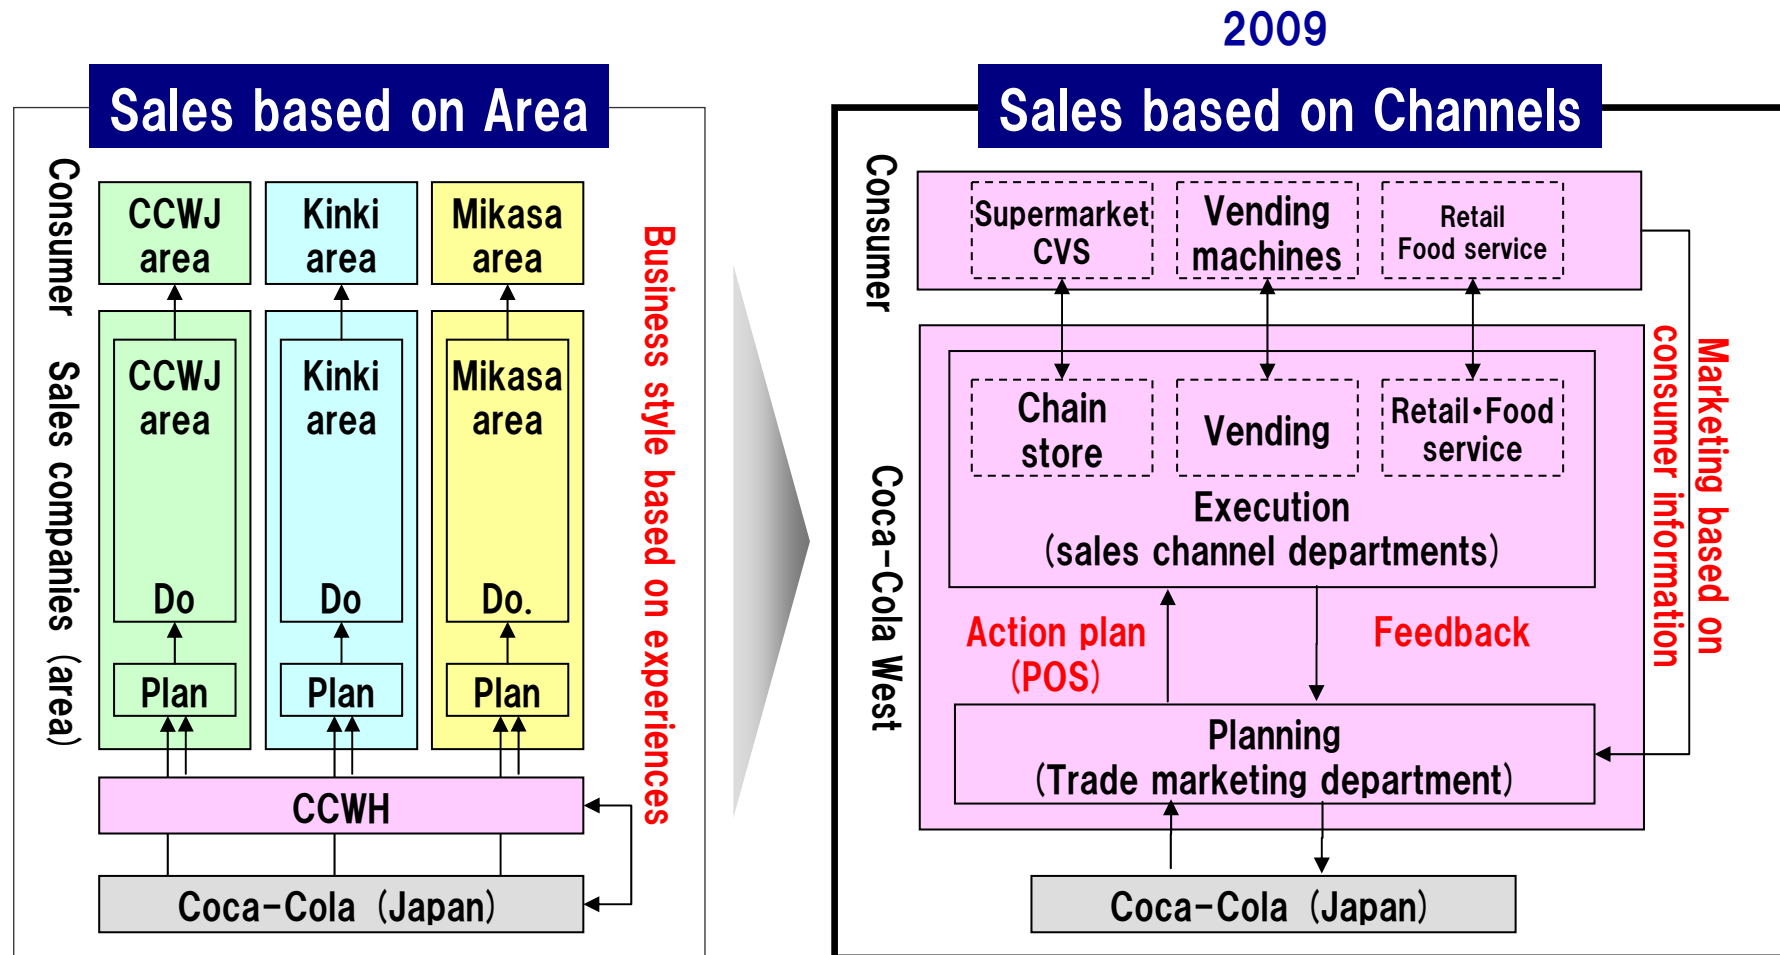 2009
Sales based on Area
Consumer
Sales companies (area)
CCWJ
area
Kinki
area
Mikasa
area
CCWJ
area
Kinki
area
Mikasa
area
Do
Do
Do.
Plan
Plan
Plan
CCWH
Coca-Cola (Japan)
Business style based on experiences
Sales based on Channels
Consumer
Coca-Cola West
Supermarket
CVS
Vending
machines
Retail
Food service
Chain
store
Vending
Retail・Food
service
Execution
(sales channel departments)
Action plan
(POS)
Feedback
Planning
(Trade marketing department)
Coca-Cola (Japan)
Marketing based on
consumer information